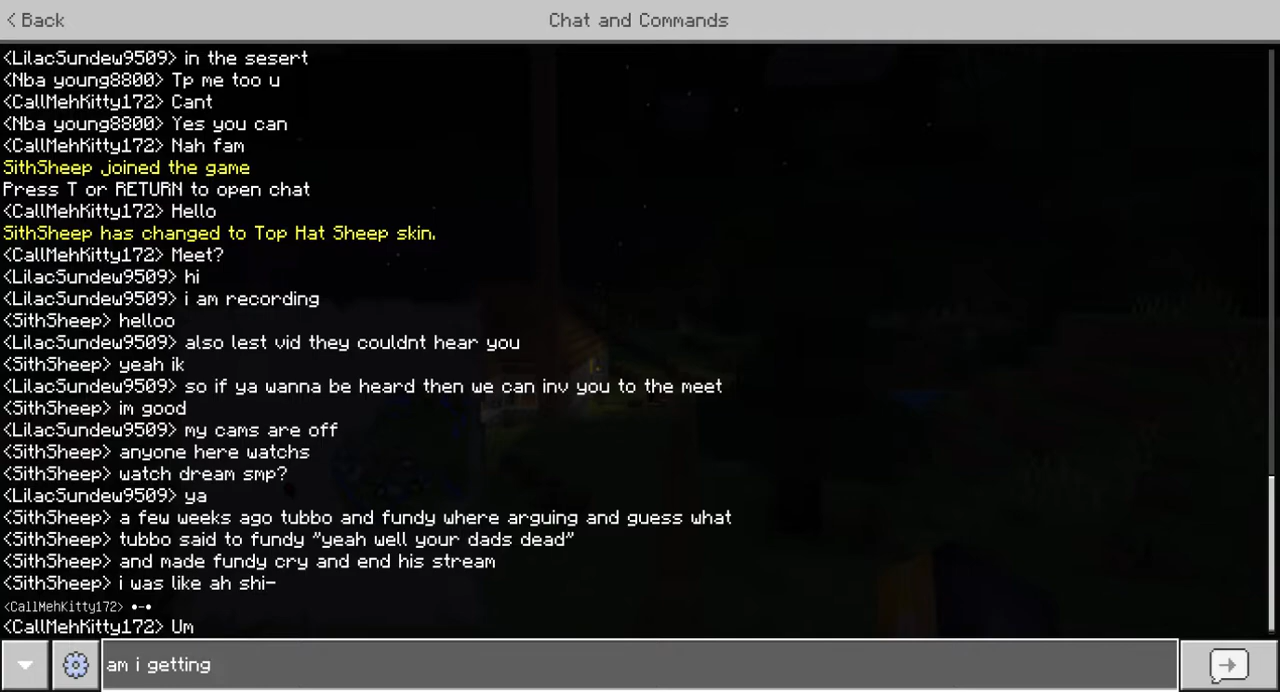 < Back
Chat and Commands
<LilacSundew9509> in the sesert
<Nba young8800> Tp me too u
<CallMehKitty172> Cant
<Nba young8800> Yes you can
<CallMehKitty172> Nah fam
SithSheep joined the game
Press T or RETURN to open chat
<CallMehKitty172> Hello
SithSheep has changed to Top Hat Sheep skin.
<CallMehKitty172> Meet?
<LilacSundew9509> hi
<LilacSundew9509> i am recording
<SithSheep> helloo
<LilacSundew9509> also lest vid they couldnt hear you
<SithSheep> yeah ik
<LilacSundew9509> so if ya wanna be heard then we can inv you to the meet
<SithSheep> im good
<LilacSundew9509> my cams are off
<SithSheep> anyone here watchs
<SithSheep> watch dream smp?
<LilacSundew9509> ya
<SithSheep> a few weeks ago tubbo and fundy where arguing and guess what
<SithSheep> tubbo said to fundy "yeah well your dads dead"
<SithSheep> and made fundy cry and end his stream
<SithSheep> i was like ah shi-
<CallMehKitty172> •-•
<CallMehKitty172> Um
am i getting